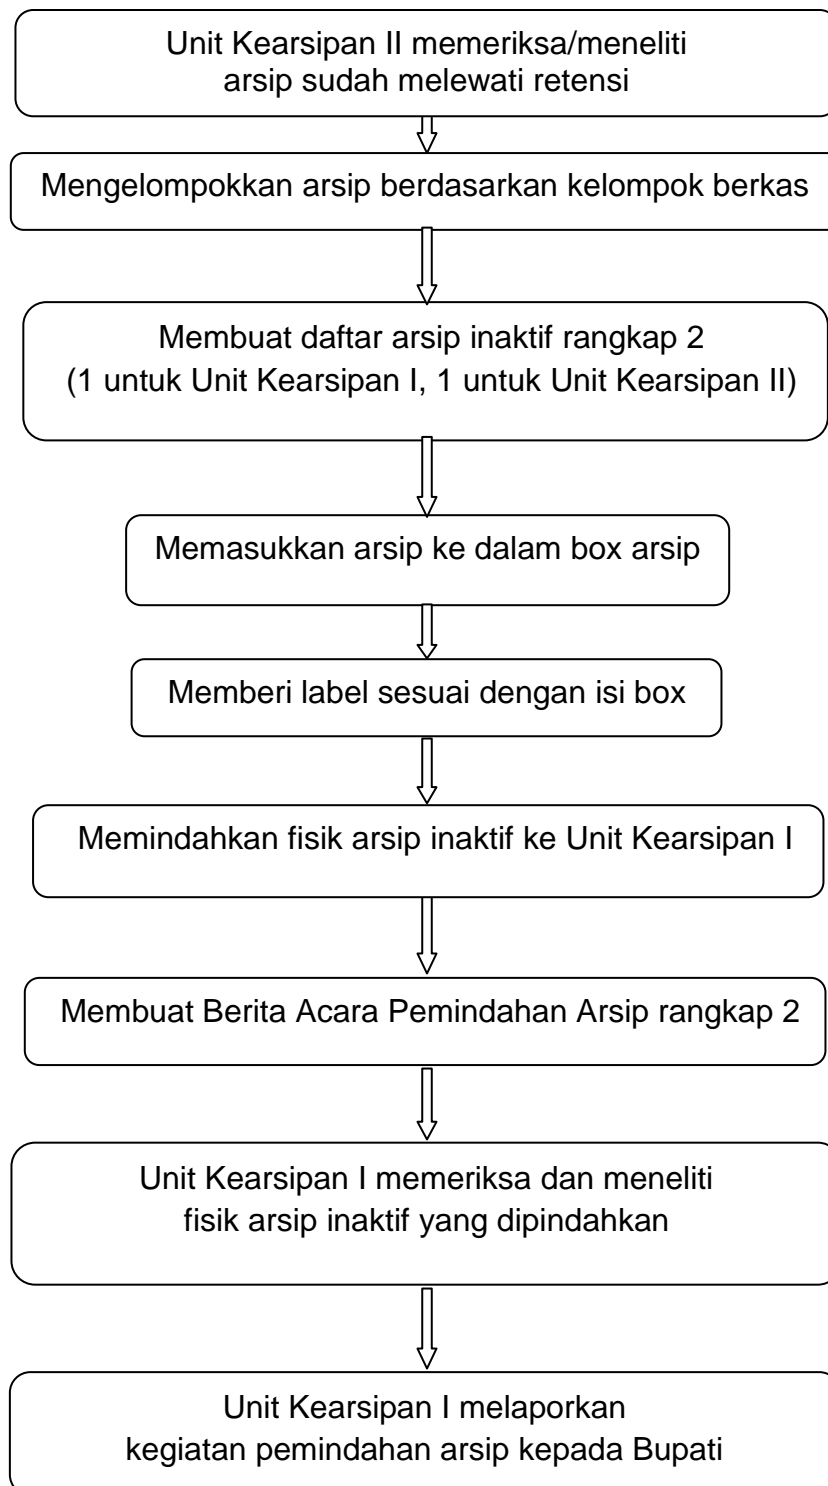 Unit Kearsipan II memeriksa/meneliti
arsip sudah melewati retensi
Mengelompokkan arsip berdasarkan kelompok berkas
Membuat daftar arsip inaktif rangkap 2
(1 untuk Unit Kearsipan I, 1 untuk Unit Kearsipan II)
Memasukkan arsip ke dalam box arsip
Memberi label sesuai dengan isi box
Memindahkan fisik arsip inaktif ke Unit Kearsipan I
Membuat Berita Acara Pemindahan Arsip rangkap 2
Unit Kearsipan I memeriksa dan meneliti
fisik arsip inaktif yang dipindahkan
Unit Kearsipan I melaporkan
kegiatan pemindahan arsip kepada Bupati